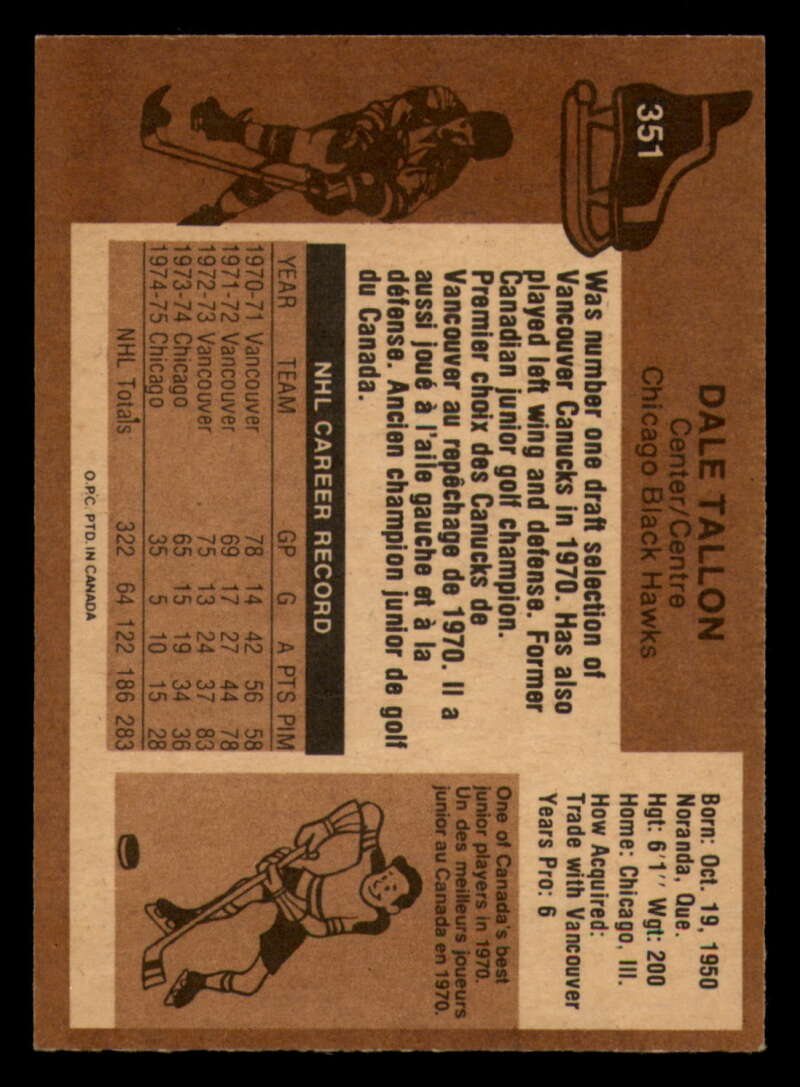 351
DALE TALLON
Center/Centre
Chicago Black Hawks
Born: Oct. 19, 1950
Noranda, Que.
Hgt: 6'1" Wgt: 200
Home: Chicago, Ill.
How Acquired:
Trade with Vancouver
Years Pro: 6
Was number one draft selection of
Vancouver Canucks in 1970. Has also
played left wing and defense. Former
Canadian junior golf champion.
Premier choix des Canucks de
Vancouver au repêchage de 1970. Il a
aussi joué à l'aile gauche et à la
défense. Ancien champion junior de golf
du Canada.
NHL CAREER RECORD
YEAR TEAM GP G A PTS PIM
1970-71 Vancouver 78 14 42 56 58
1971-72 Vancouver 69 17 27 44 78
1972-73 Vancouver 75 13 24 37 83
1973-74 Chicago 65 15 19 34 36
1974-75 Chicago 35 5 10 15 28
NHL Totals 322 64 122 186 283
One of Canada's best
junior players in 1970.
Un des meilleurs joueurs
junior au Canada en 1970.
O.P.C. PTD. IN CANADA